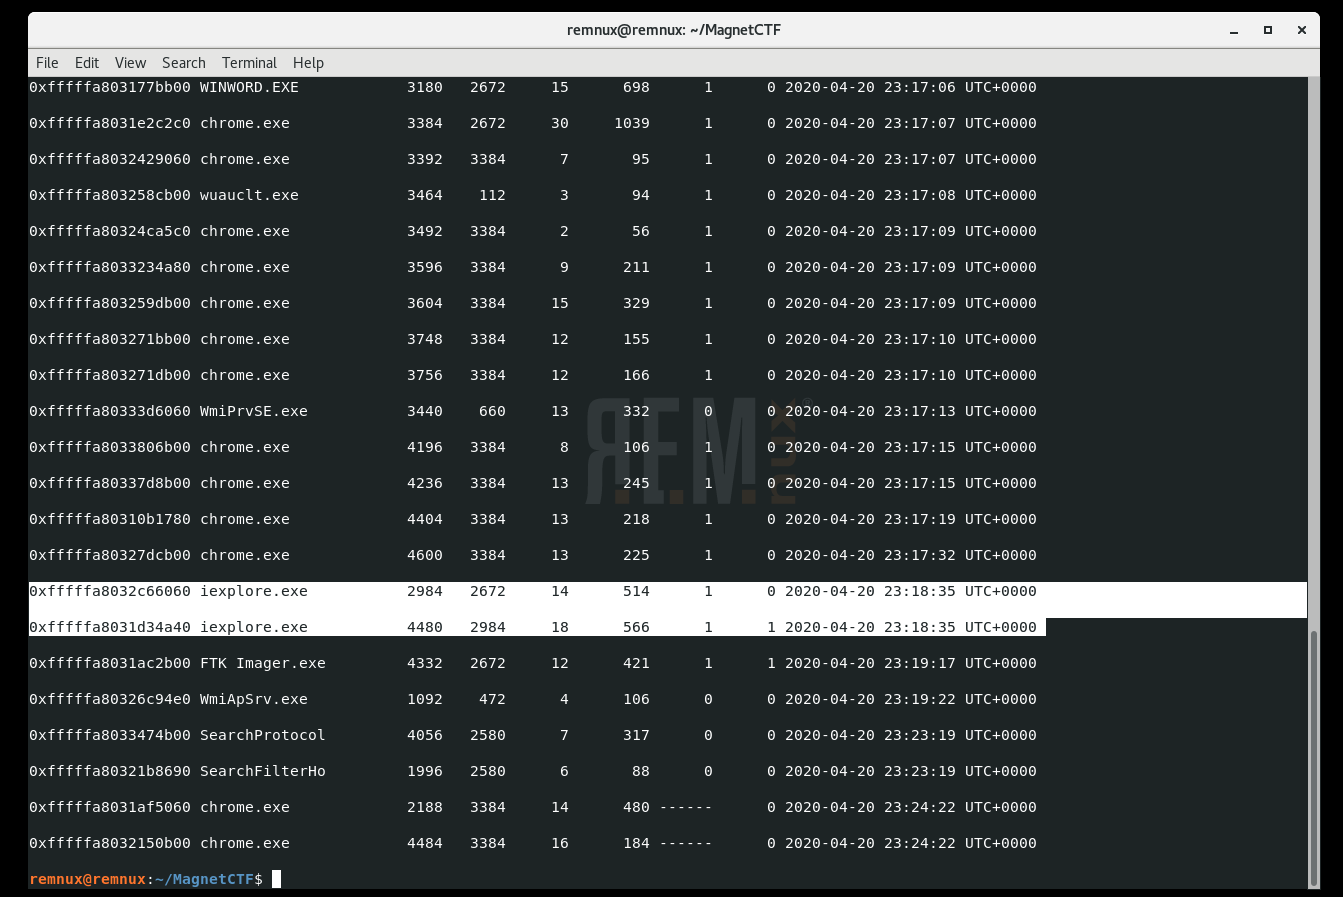 remnux@remnux: ~/MagnetCTF
File Edit View Search Terminal Help
0xfffffa803177bb00 WINWORD.EXE 3180 2672 15 698 1 0 2020-04-20 23:17:06 UTC+0000
0xfffffa8031e2c2c0 chrome.exe 3384 2672 30 1039 1 0 2020-04-20 23:17:07 UTC+0000
0xfffffa8032429060 chrome.exe 3392 3384 7 95 1 0 2020-04-20 23:17:07 UTC+0000
0xfffffa803258cb00 wuauclt.exe 3464 112 3 94 1 0 2020-04-20 23:17:08 UTC+0000
0xfffffa80324ca5c0 chrome.exe 3492 3384 2 56 1 0 2020-04-20 23:17:09 UTC+0000
0xfffffa8033234a80 chrome.exe 3596 3384 9 211 1 0 2020-04-20 23:17:09 UTC+0000
0xfffffa803259db00 chrome.exe 3604 3384 15 329 1 0 2020-04-20 23:17:09 UTC+0000
0xfffffa803271bb00 chrome.exe 3748 3384 12 155 1 0 2020-04-20 23:17:10 UTC+0000
0xfffffa803271db00 chrome.exe 3756 3384 12 166 1 0 2020-04-20 23:17:10 UTC+0000
0xfffffa80333d6060 WmiPrvSE.exe 3440 660 13 332 0 0 2020-04-20 23:17:13 UTC+0000
0xfffffa8033806b00 chrome.exe 4196 3384 8 106 1 0 2020-04-20 23:17:15 UTC+0000
0xfffffa80337d8b00 chrome.exe 4236 3384 13 245 1 0 2020-04-20 23:17:15 UTC+0000
0xfffffa80310b1780 chrome.exe 4404 3384 13 218 1 0 2020-04-20 23:17:19 UTC+0000
0xfffffa80327dcb00 chrome.exe 4600 3384 13 225 1 0 2020-04-20 23:17:32 UTC+0000
0xfffffa8032c66060 iexplore.exe 2984 2672 14 514 1 0 2020-04-20 23:18:35 UTC+0000
0xfffffa8031d34a40 iexplore.exe 4480 2984 18 566 1 1 2020-04-20 23:18:35 UTC+0000
0xfffffa8031ac2b00 FTK Imager.exe 4332 2672 12 421 1 1 2020-04-20 23:19:17 UTC+0000
0xfffffa80326c94e0 WmiApSrv.exe 1092 472 4 106 0 0 2020-04-20 23:19:22 UTC+0000
0xfffffa8033474b00 SearchProtocol 4056 2580 7 317 0 0 2020-04-20 23:23:19 UTC+0000
0xfffffa80321b8690 SearchFilterHo 1996 2580 6 88 0 0 2020-04-20 23:23:19 UTC+0000
0xfffffa8031af5060 chrome.exe 2188 3384 14 480 ------ 0 2020-04-20 23:24:22 UTC+0000
0xfffffa8032150b00 chrome.exe 4484 3384 16 184 ------ 0 2020-04-20 23:24:22 UTC+0000
R.E.M.
nux
remnux@remnux:~/MagnetCTF$